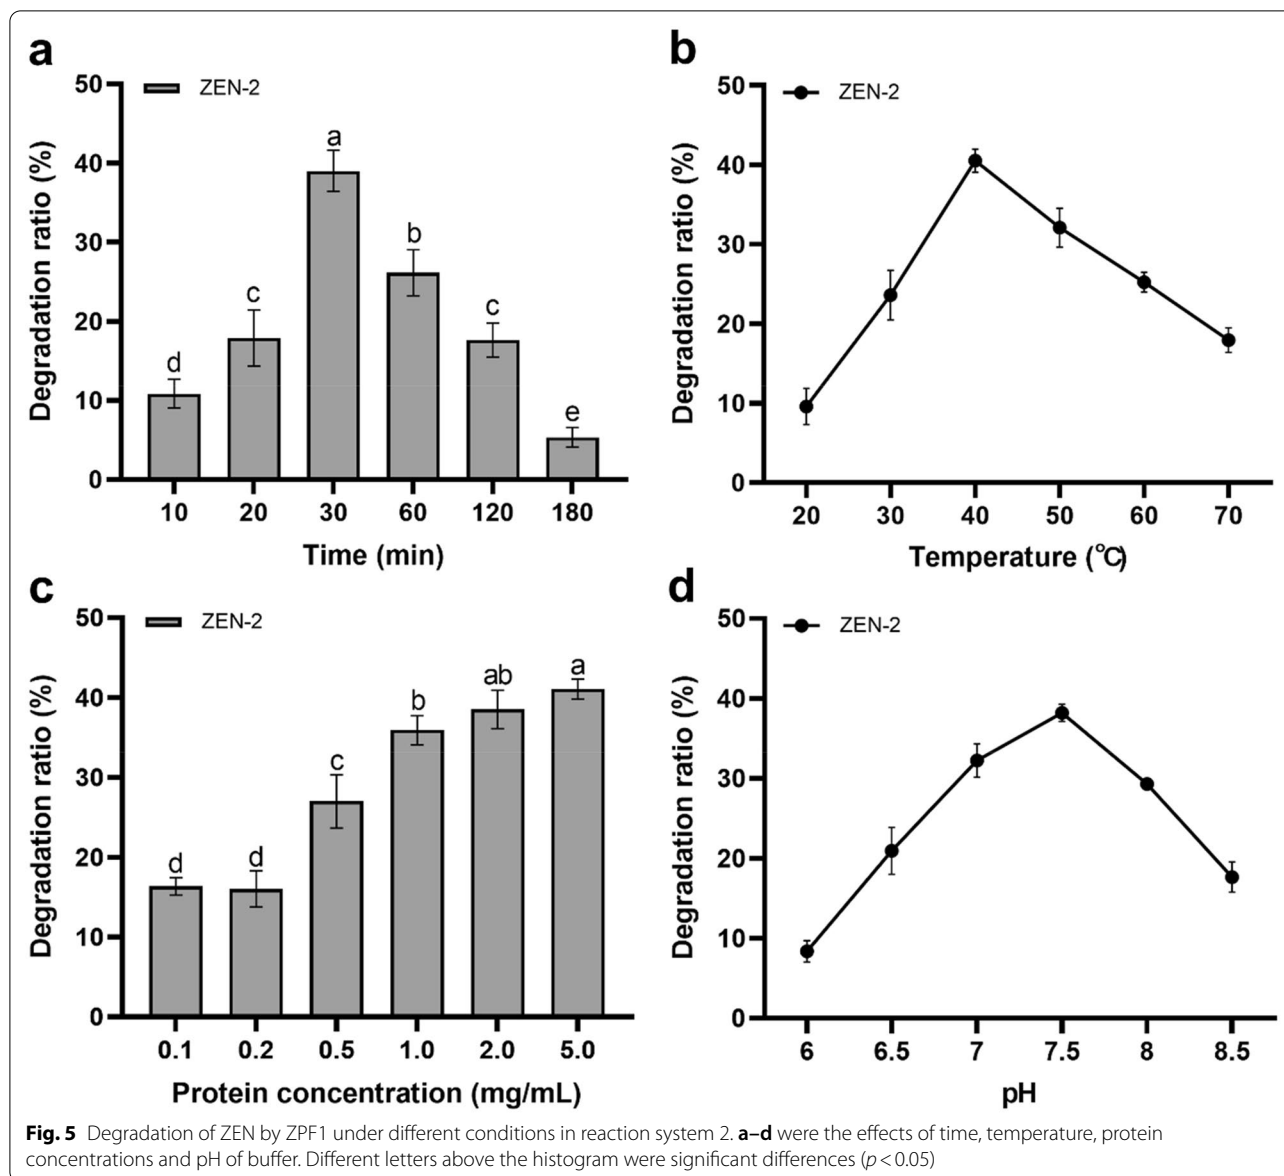 a
50
40
30
20
10
0
Degradation ratio (%)
ZEN-2
d
c
a
b
c
e
10 20 30 60 120 180
Time (min)
b
50
40
30
20
10
0
Degradation ratio (%)
ZEN-2
20 30 40 50 60 70
Temperature (°C)
c
50
40
30
20
10
0
Degradation ratio (%)
ZEN-2
d
d
c
b
ab
a
0.1 0.2 0.5 1.0 2.0 5.0
Protein concentration (mg/mL)
d
50
40
30
20
10
0
Degradation ratio (%)
ZEN-2
6 6.5 7 7.5 8 8.5
pH
Fig. 5 Degradation of ZEN by ZPF1 under different conditions in reaction system 2. a–d were the effects of time, temperature, protein
concentrations and pH of buffer. Different letters above the histogram were significant differences (p < 0.05)